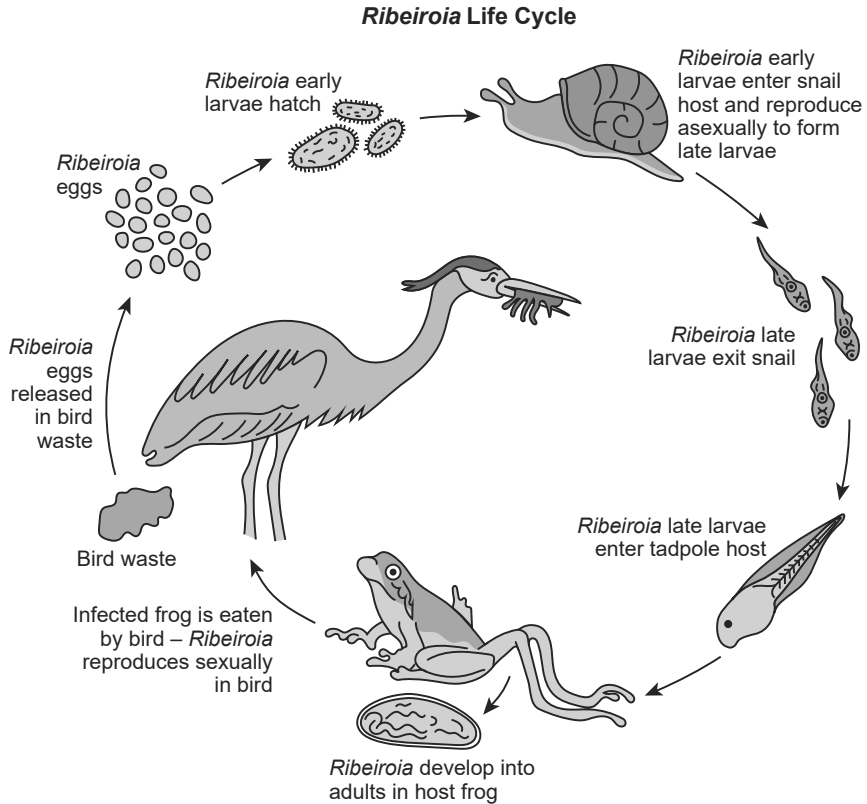 Ribeiroia Life Cycle
Ribeiroia early
larvae hatch
Ribeiroia early
larvae enter snail
host and reproduce
asexually to form
late larvae
Ribeiroia
eggs
Ribeiroia late
larvae exit snail
Ribeiroia
eggs
released
in bird
waste
Ribeiroia late larvae
enter tadpole host
Bird waste
Infected frog is eaten
by bird – Ribeiroia
reproduces sexually
in bird
Ribeiroia develop into
adults in host frog